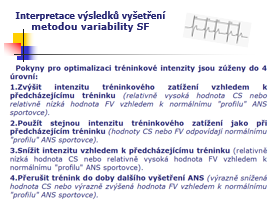 Interpretace výsledků vyšetření
metodou variability SF
Pokyny pro optimalizaci tréninkové intenzity jsou zúženy do 4
úrovní:
1.Zvýšit intenzitu tréninkového zatížení vzhledem k
předcházejícímu tréninku (relativně vysoká hodnota CS nebo
relativně nízká hodnota FV vzhledem k normálnímu "profilu" ANS
sportovce).
2.Použít stejnou intenzitu tréninkového zatížení jako při
předcházejícím tréninku (hodnoty CS nebo FV odpovídají normálnímu
"profilu" ANS sportovce).
3.Snížit intenzitu vzhledem k předcházejícímu tréninku (relativně
nízká hodnota CS nebo relativně vysoká hodnota FV vzhledem k
normálnímu "profilu" ANS sportovce).
4.Přerušit trénink do doby dalšího vyšetření ANS (výrazně snížená
hodnota CS nebo výrazně zvýšená hodnota FV vzhledem k normálnímu
"profilu" ANS sportovce).